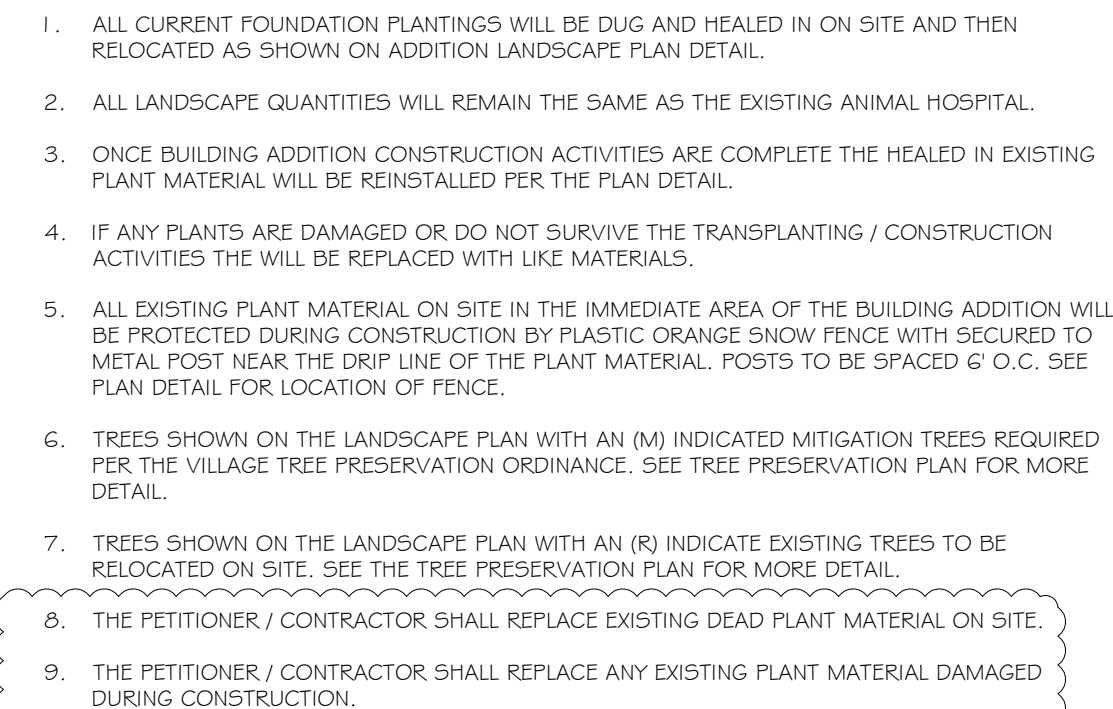 1. ALL CURRENT FOUNDATION PLANTINGS WILL BE DUG AND HEALED IN ON SITE AND THEN
RELOCATED AS SHOWN ON ADDITION LANDSCAPE PLAN DETAIL.
2. ALL LANDSCAPE QUANTITIES WILL REMAIN THE SAME AS THE EXISTING ANIMAL HOSPITAL.
3. ONCE BUILDING ADDITION CONSTRUCTION ACTIVITIES ARE COMPLETE THE HEALED IN EXISTING
PLANT MATERIAL WILL BE REINSTALLED PER THE PLAN DETAIL.
4. IF ANY PLANTS ARE DAMAGED OR DO NOT SURVIVE THE TRANSPLANTING / CONSTRUCTION
ACTIVITIES THE WILL BE REPLACED WITH LIKE MATERIALS.
5. ALL EXISTING PLANT MATERIAL ON SITE IN THE IMMEDIATE AREA OF THE BUILDING ADDITION WILL
BE PROTECTED DURING CONSTRUCTION BY PLASTIC ORANGE SNOW FENCE WITH SECURED TO
METAL POST NEAR THE DRIP LINE OF THE PLANT MATERIAL. POSTS TO BE SPACED 6' O.C. SEE
PLAN DETAIL FOR LOCATION OF FENCE.
6. TREES SHOWN ON THE LANDSCAPE PLAN WITH AN (M) INDICATED MITIGATION TREES REQUIRED
PER THE VILLAGE TREE PRESERVATION ORDINANCE. SEE TREE PRESERVATION PLAN FOR MORE
DETAIL.
7. TREES SHOWN ON THE LANDSCAPE PLAN WITH AN (R) INDICATE EXISTING TREES TO BE
RELOCATED ON SITE. SEE THE TREE PRESERVATION PLAN FOR MORE DETAIL.
8. THE PETITIONER / CONTRACTOR SHALL REPLACE EXISTING DEAD PLANT MATERIAL ON SITE.
9. THE PETITIONER / CONTRACTOR SHALL REPLACE ANY EXISTING PLANT MATERIAL DAMAGED
DURING CONSTRUCTION.